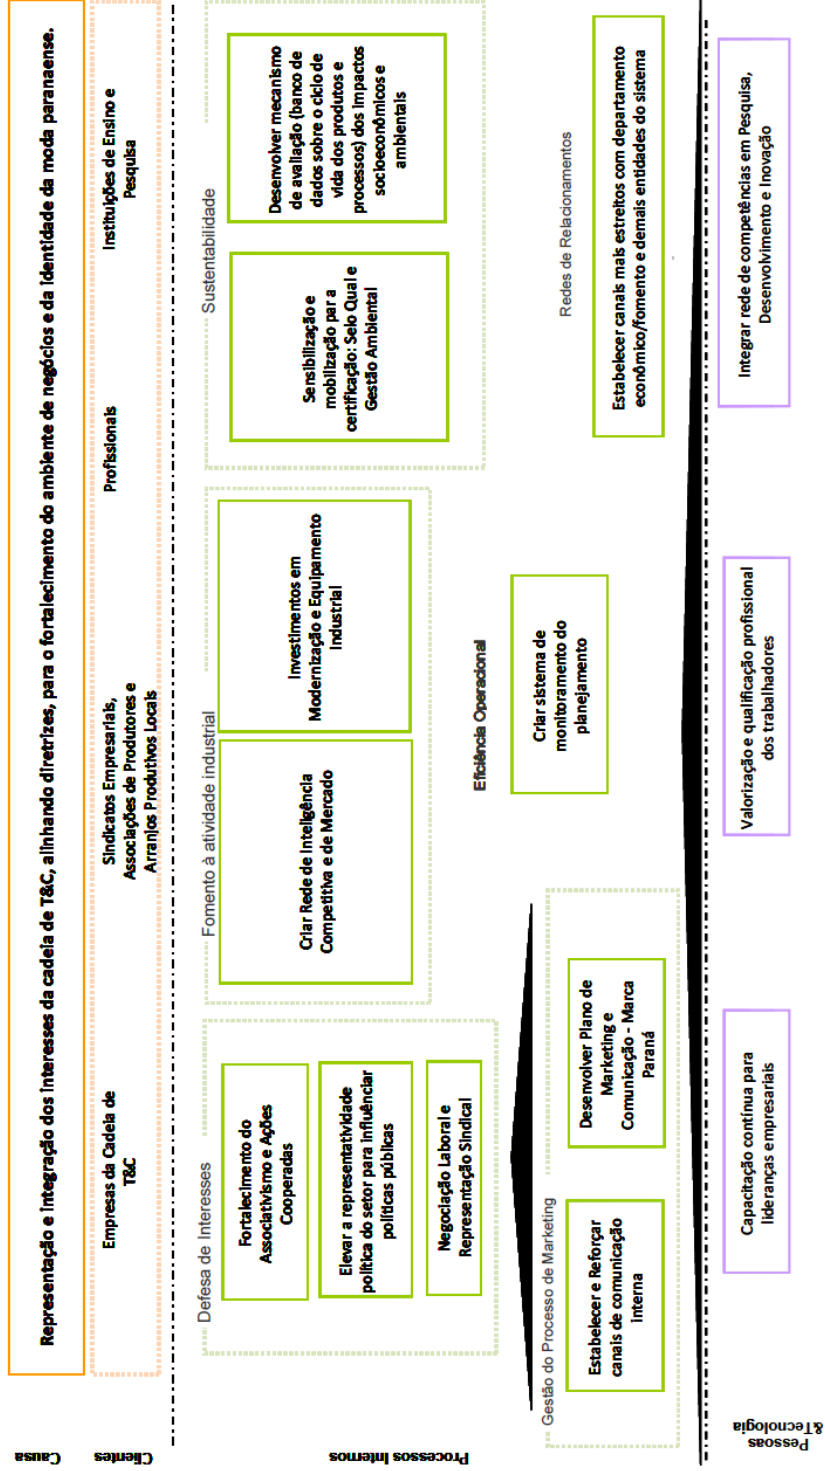 Causa
Representação e integração dos interesses da cadeia de T&C, alinhando diretrizes, para o fortalecimento do ambiente de negócios e da identidade da moda paranaense.
Clientes
Empresas da Cadeia de
T&C
Sindicatos Empresariais,
Associações de Produtores e
Arranjos Produtivos Locais
Profissionais
Instituições de Ensino e
Pesquisa
Processos Internos
Defesa de Interesses
Fortalecimento do
Associativismo e Ações
Cooperadas
Elevar a representatividade
política do setor para influênciar
políticas públicas
Negociação Laboral e
Representação Sindical
Fomento à atividade industrial
Criar Rede de Inteligência
Competitiva e de Mercado
Investimentos em
Modernização e Equipamento
Industrial
Sustentabilidade
Sensibilização e
mobilização par a
certificação: Selo Qual e
Gestão Ambiental
Desenvolver mecanismo
de avaliação (banco de
dados sobre o ciclo de
vida dos produtos e
processos) dos impactos
socioeconômicos e
ambientais
Gestão do Processo de Marketing
Estabelecer e Reforçar
canais de comunicação
interna
Desenvolver Plano de
Marketing e
Comunicação - Marca
Paraná
Eficiência Operacional
Criar sistema de
monitoramento do
planejamento
Redes de Relacionamentos
Estabelecer canais mais estreitos com departamento
econômico/fomento e demais entidades do sistema
Pessoas
&Tecnologia
Capacitação contínua para
lideranças empresariais
Valorização e qualificação profissional
dos trabalhadores
Integrar rede de competências em Pesquisa,
Desenvolvimento e Inovação